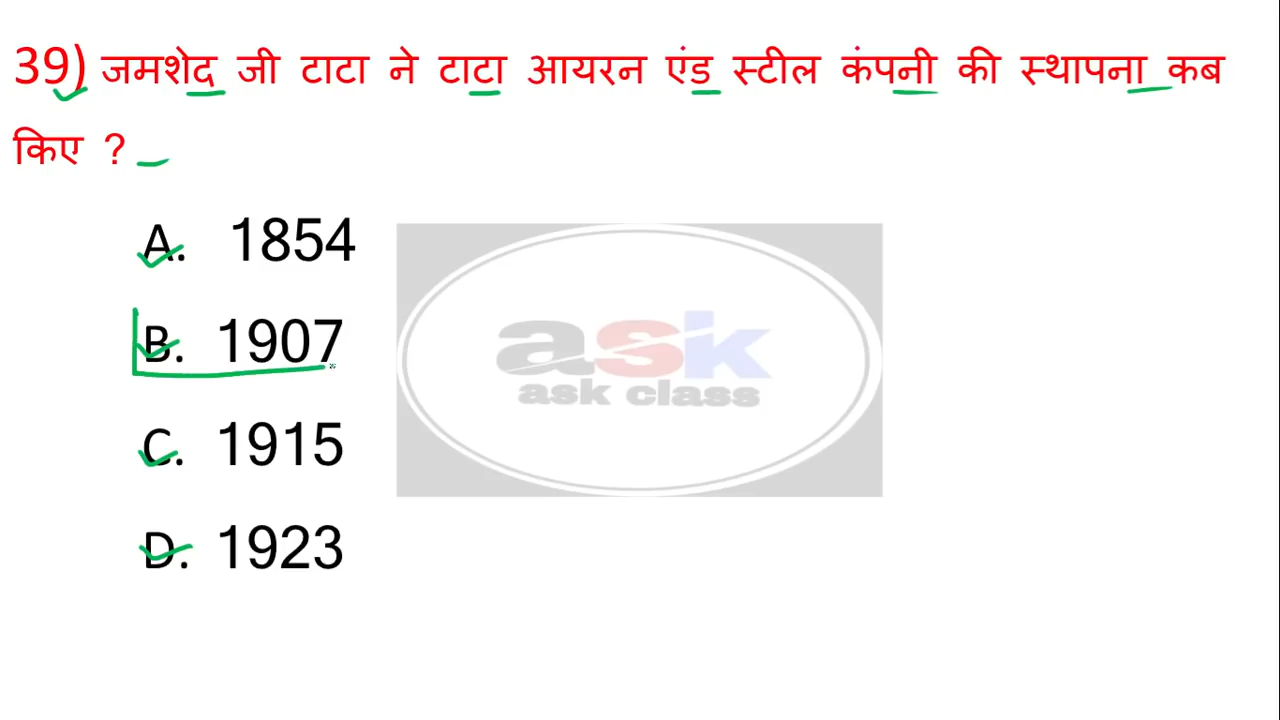 39) जमशेद जी टाटा ने टाटा आयरन एंड स्टील कंपनी की स्थापना कब
किए ?
A. 1854
B. 1907
C. 1915
D. 1923
ask
ask class